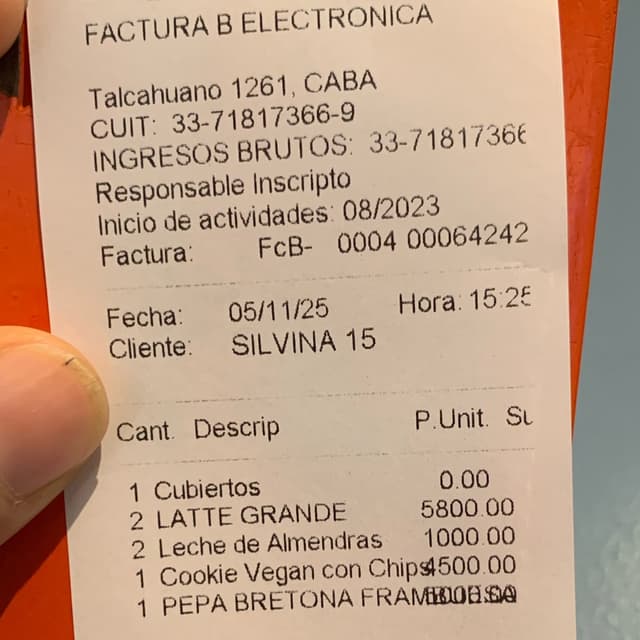 FACTURA B ELECTRONICA
Talcahuano 1261, CABA
CUIT: 33-71817366-9
INGRESOS BRUTOS: 33-71817366
Responsable Inscripto
Inicio de actividades: 08/2023
Factura: FcB- 0004 00064242
Fecha: 05/11/25 Hora: 15:25
Cliente: SILVINA 15
Cant. Descrip P.Unit. Su
1 Cubiertos 0.00
2 LATTE GRANDE 5800.00
2 Leche de Almendras 1000.00
1 Cookie Vegan con Chips 4500.00
1 PEPA BRETONA